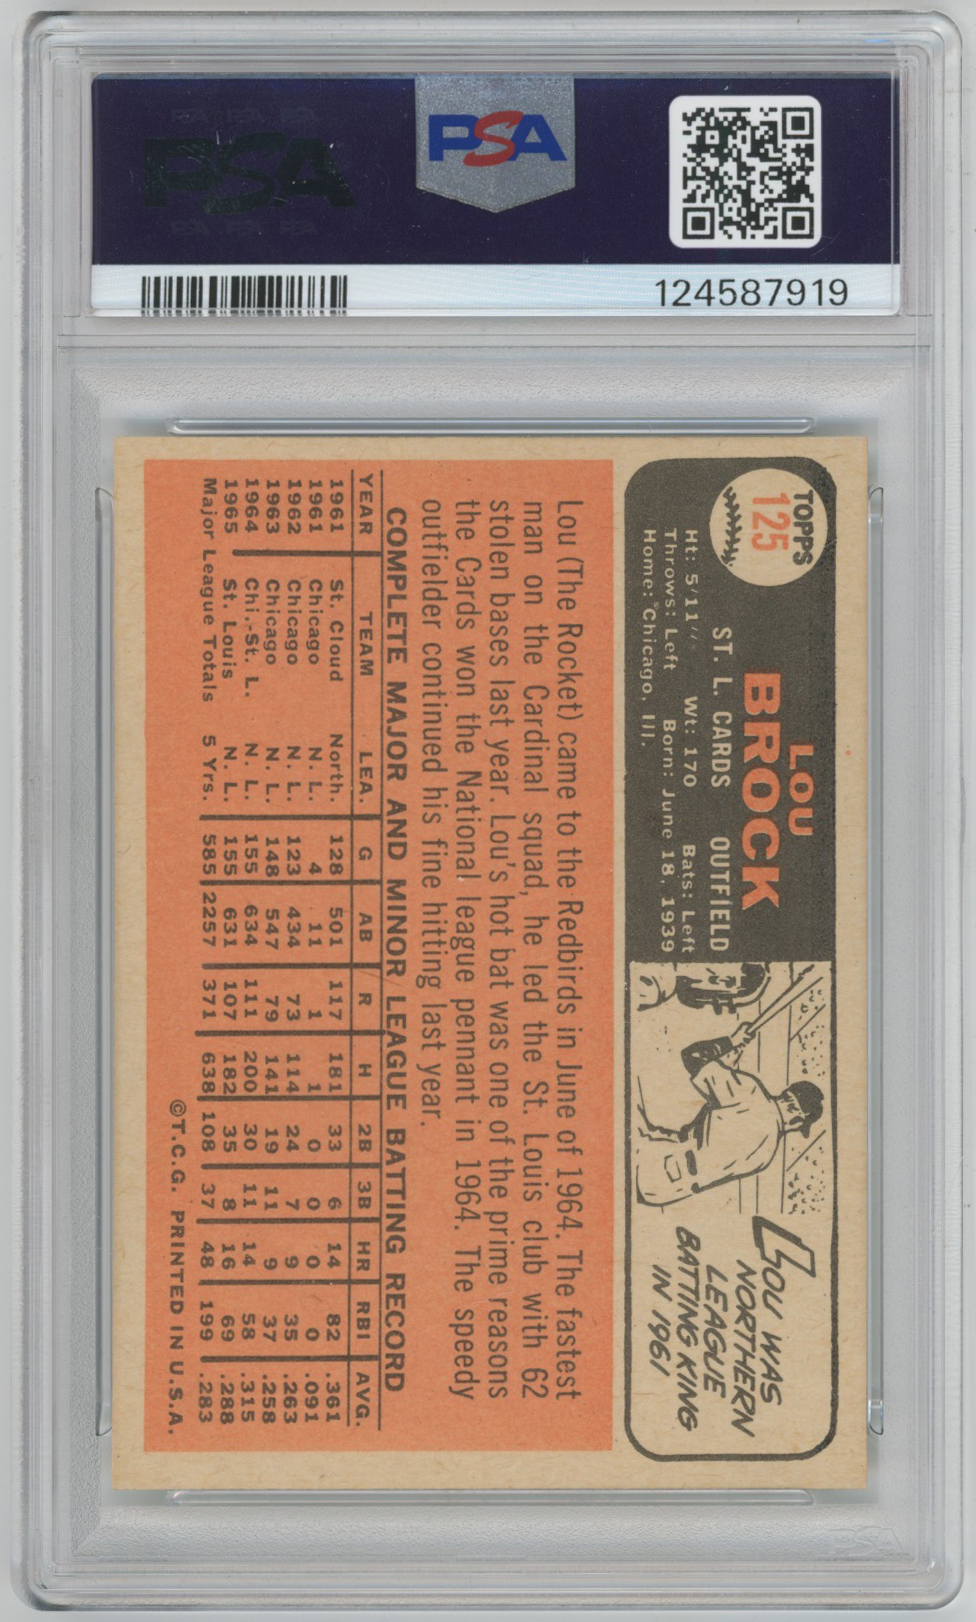 PSA PSA PSA
PSA
PSA PSA PSA
PSA
124587919
TOPPS
125
LOU
BROCK
ST. L. CARDS OUTFIELD
Ht: 5'11" Wt: 170 Bats: Left
Throws: Left Born: June 18, 1939
Home: Chicago, Ill.
LOU WAS
NORTHERN
LEAGUE
BATTING KING
IN 1961
Lou (The Rocket) came to the Redbirds in June of 1964. The fastest
man on the Cardinal squad, he led the St. Louis club with 62
stolen bases last year. Lou's hot bat was one of the prime reasons
the Cards won the National league pennant in 1964. The speedy
outfielder continued his fine hitting last year.
COMPLETE MAJOR AND MINOR LEAGUE BATTING RECORD
YEAR TEAM LEA. G AB R H 2B 3B HR RBI AVG.
1961 St. Cloud North. 128 501 117 181 33 6 14 82 .361
1961 Chicago N. L. 4 11 1 1 0 0 0 0 .091
1962 Chicago N. L. 123 434 73 114 24 7 9 35 .263
1963 Chicago N. L. 148 547 79 141 19 11 9 37 .258
1964 Chi.-St. L. N. L. 155 634 111 200 30 11 14 58 .315
1965 St. Louis N. L. 155 631 107 182 35 8 16 69 .288
Major League Totals 5 Yrs. 585 2257 371 638 108 37 48 199 .283
©T.C.G. PRINTED IN U.S.A.
PSA